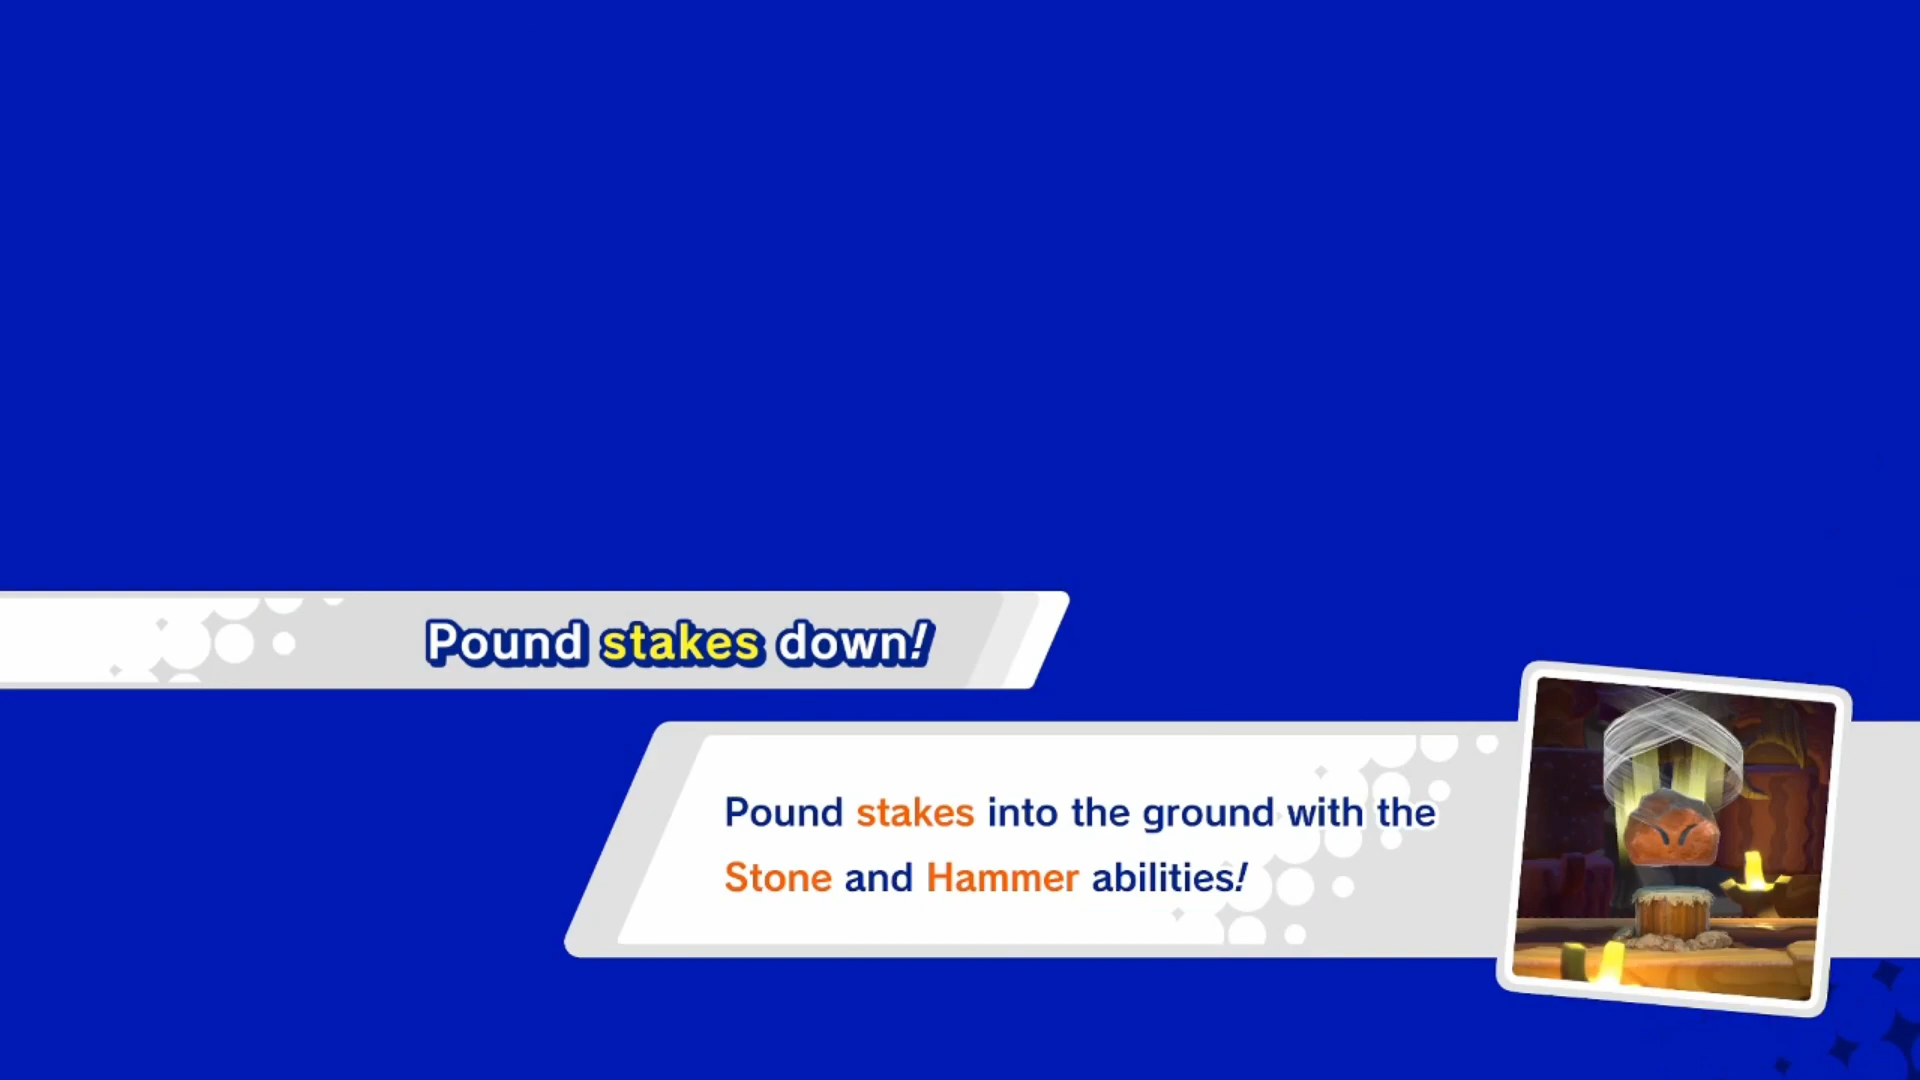 Pound stakes down!
Pound stakes into the ground with the
Stone and Hammer abilities!